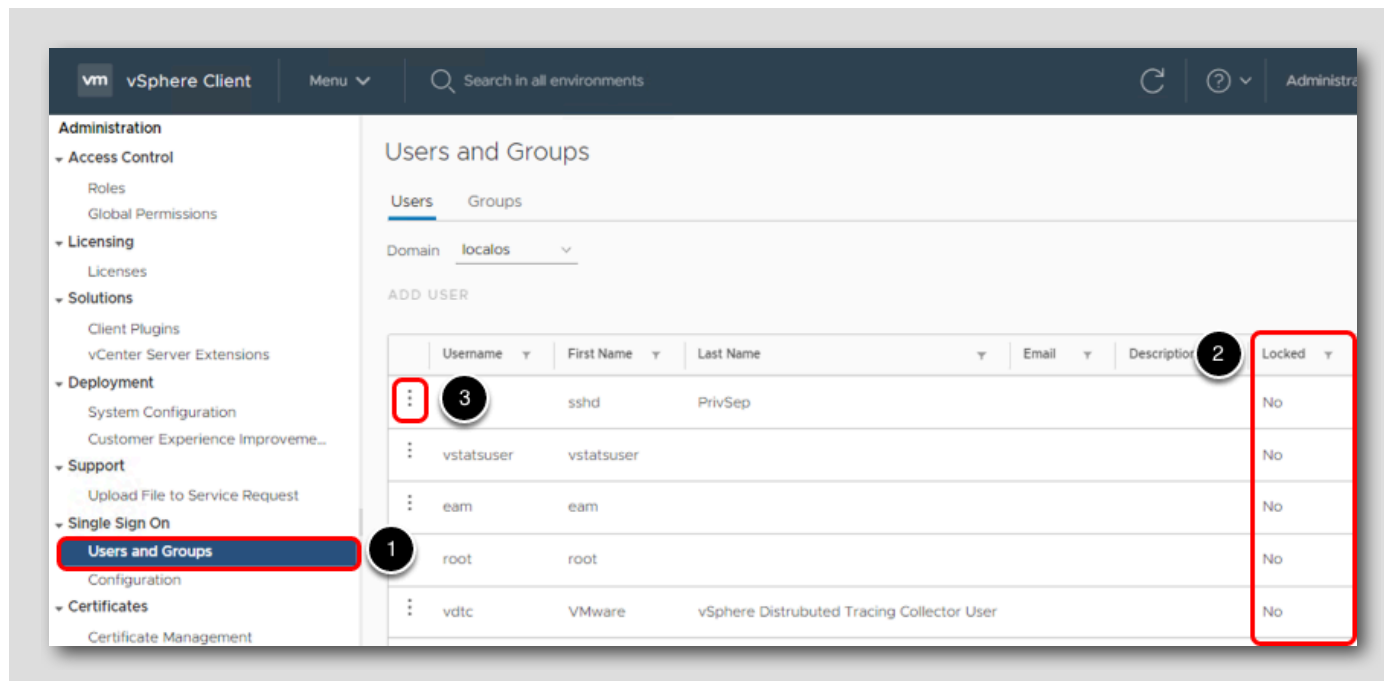 vm vSphere Client Menu Search in all environments ? Administra
Administration
Access Control
Roles
Global Permissions
Licensing
Licenses
Solutions
Client Plugins
vCenter Server Extensions
Deployment
System Configuration
Customer Experience Improveme...
Support
Upload File to Service Request
Single Sign On
Users and Groups
1
Configuration
Certificates
Certificate Management
Users and Groups
Users Groups
Domain localos
ADD USER
Username First Name Last Name Email Description 2 Locked
3 sshd PrivSep No
vstatsuser vstatsuser No
eam eam No
root root No
vdtc VMware vSphere Distrubuted Tracing Collector User No